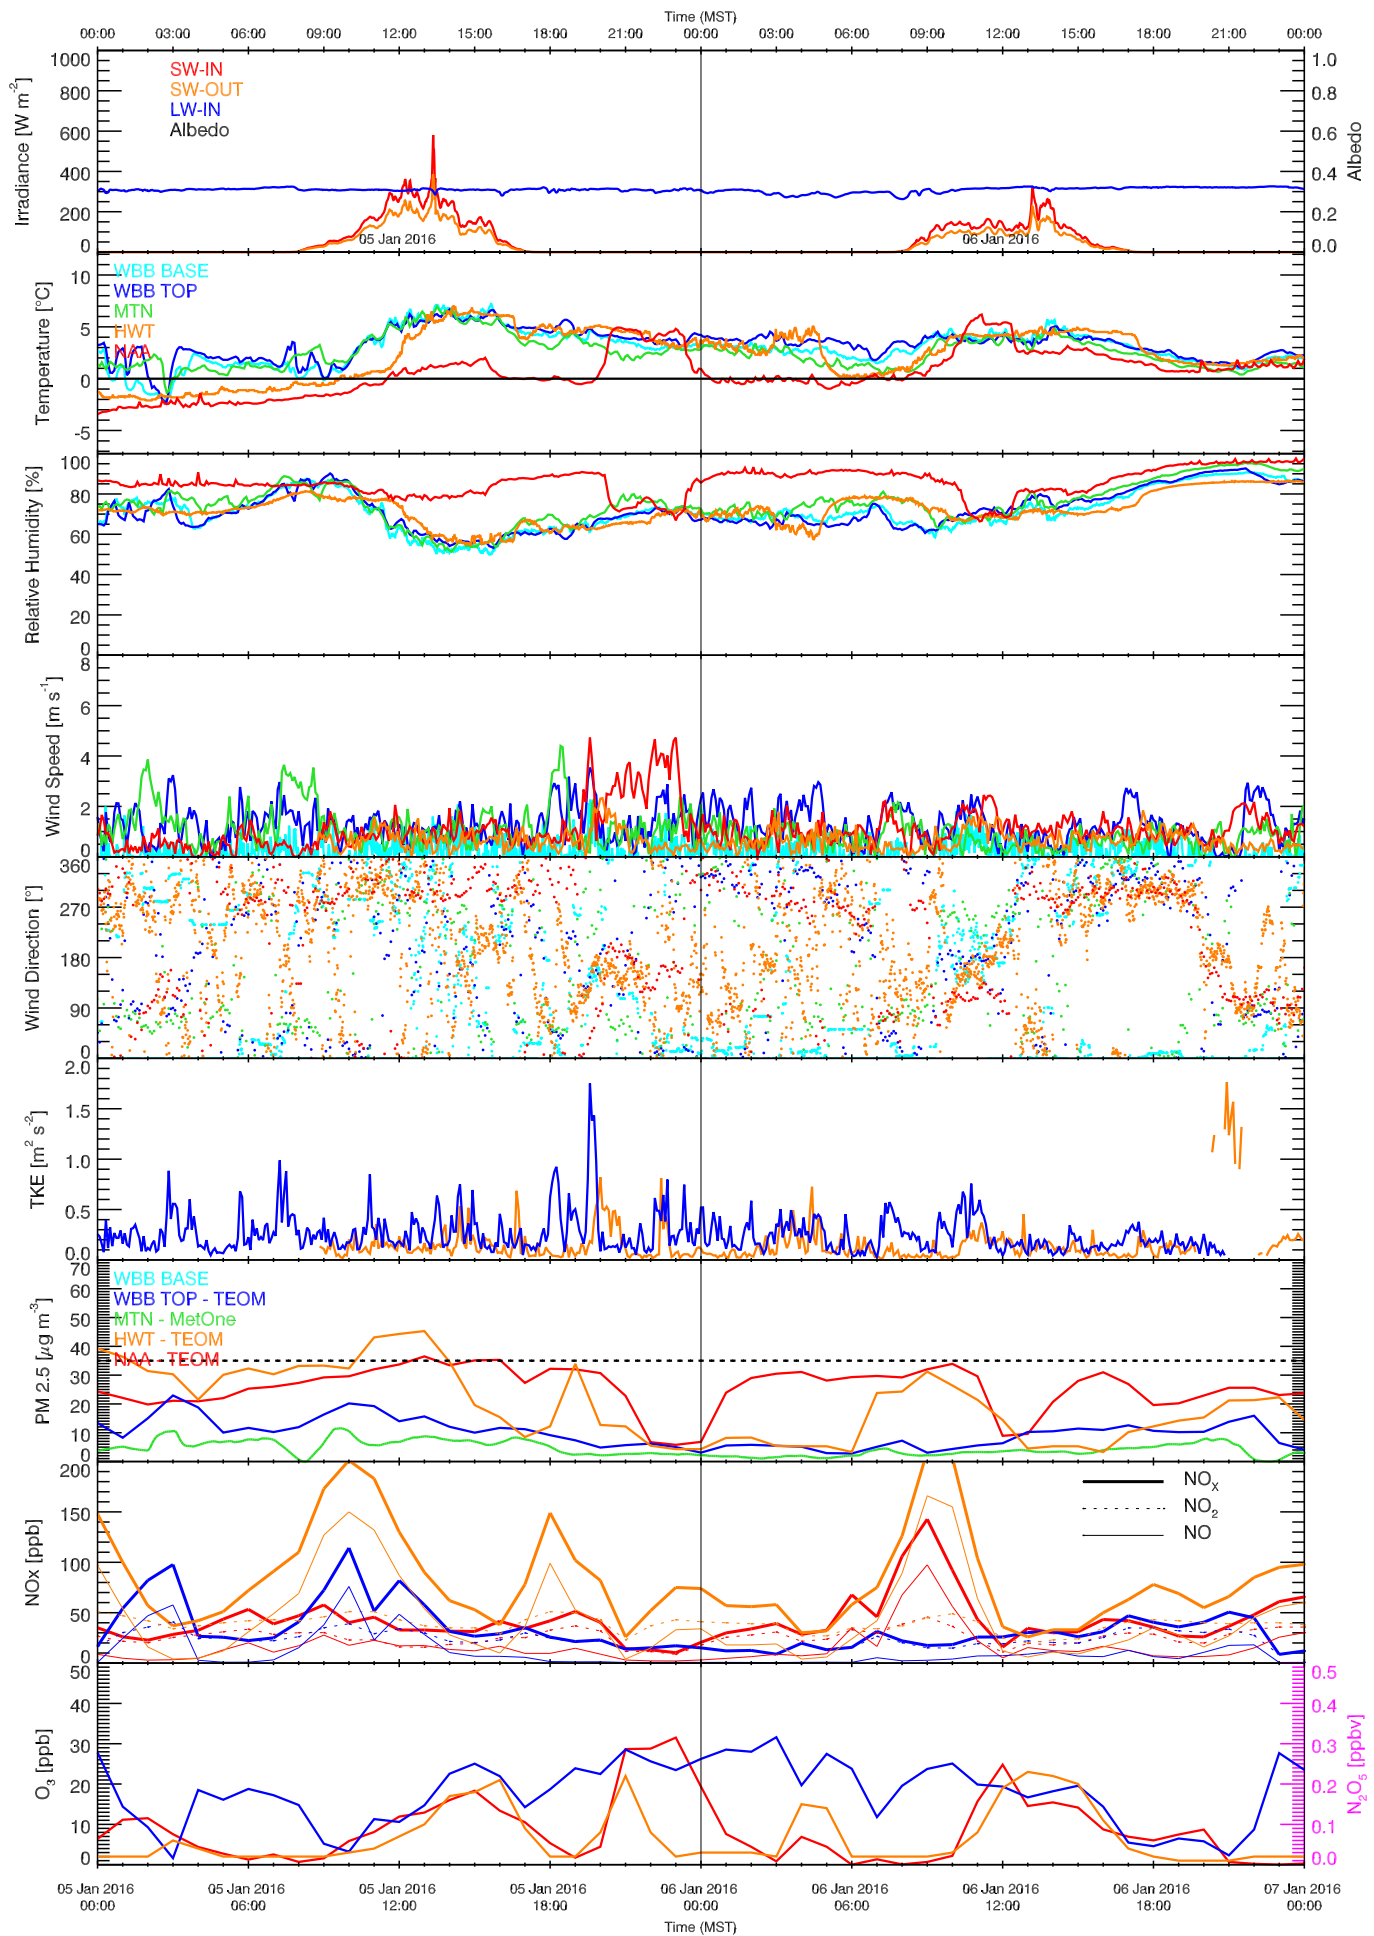 Time (MST)
00:00 03:00 06:00 09:00 12:00 15:00 18:00 21:00 00:00 03:00 06:00 09:00 12:00 15:00 18:00 21:00 00:00
Irradiance [W m-2]
1000
800
600
400
200
0
SW-IN
SW-OUT
LW-IN
Albedo
05 Jan 2016
06 Jan 2016
1.0
0.8
0.6
0.4
0.2
0.0
Albedo
Temperature [°C]
10
5
0
-5
WBB BASE
WBB TOP
MTN
HWT
NAA
Relative Humidity [%]
100
80
60
40
20
0
Wind Speed [m s-1]
8
6
4
2
0
Wind Direction [°]
360
270
180
90
0
TKE [m2 s-2]
2.0
1.5
1.0
0.5
0.0
PM 2.5 [μg m-3]
70
60
50
40
30
20
10
0
WBB BASE
WBB TOP - TEOM
MTN - MetOne
HWT - TEOM
NAA - TEOM
NOx [ppb]
200
150
100
50
0
NOX
NO2
NO
O3 [ppb]
50
40
30
20
10
0
0.5
0.4
0.3
0.2
0.1
0.0
N2O5 [ppbv]
05 Jan 2016 05 Jan 2016 05 Jan 2016 05 Jan 2016 06 Jan 2016 06 Jan 2016 06 Jan 2016 06 Jan 2016 07 Jan 2016
00:00 06:00 12:00 18:00 00:00 06:00 12:00 18:00 00:00
Time (MST)